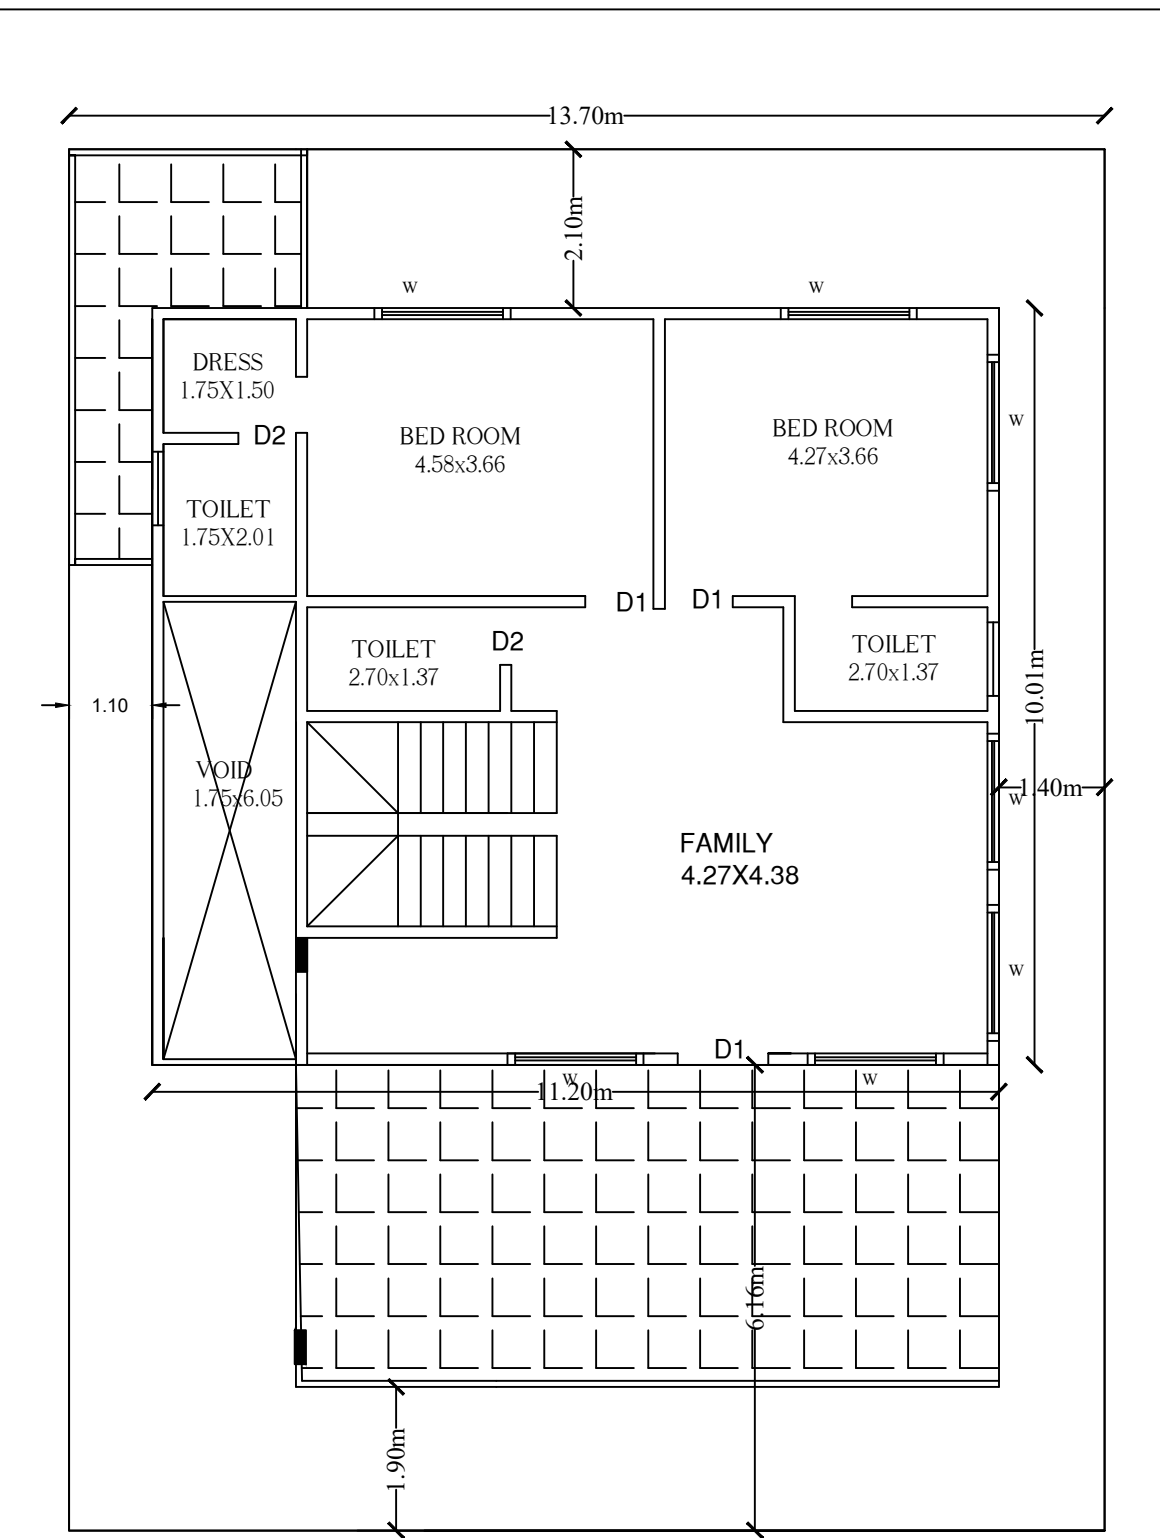 13.70m
2.10m
W
W
DRESS
1.75X1.50
D2
BED ROOM
4.58x3.66
BED ROOM
4.27x3.66
W
TOILET
1.75X2.01
D1
D1
TOILET
2.70x1.37
D2
TOILET
2.70x1.37
10.01m
1.10
VOID
1.75x6.05
1.40m
W
FAMILY
4.27X4.38
W
D1
W
W
11.20m
6.16m
1.90m